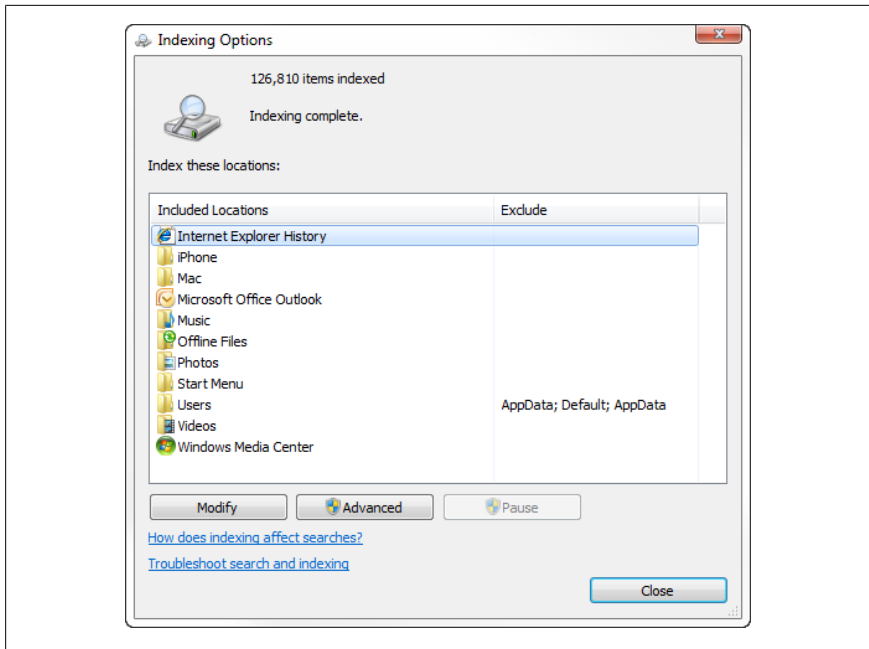 Indexing Options
126,810 items indexed
Indexing complete.
Index these locations:
Included Locations Exclude
Internet Explorer History
iPhone
Mac
Microsoft Office Outlook
Music
Offline Files
Photos
Start Menu
Users AppData; Default; AppData
Videos
Windows Media Center
Modify Advanced Pause
How does indexing affect searches?
Troubleshoot search and indexing
Close